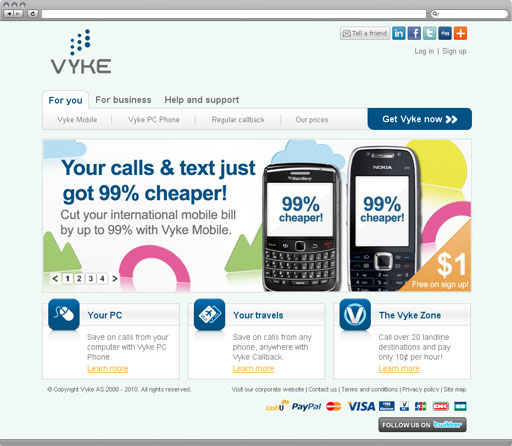 VYKE
Tell a friend
Log in | Sign up
For you For business Help and support
Vyke Mobile Vyke PC Phone Regular callback Our prices
Get Vyke now
Your calls & text just
got 99% cheaper!
Cut your international mobile bill
by up to 99% with Vyke Mobile.
BlackBerry
99%
cheaper!
NOKIA
99%
cheaper!
$1
Free on sign up!
< 1 2 3 4 >
Your PC
Save on calls from your
computer with Vyke PC
Phone.
Learn more
Your travels
Save on calls from any
phone, anywhere with
Vyke Callback.
Learn more
The Vyke Zone
Call over 20 landline
destinations and pay
only 10¢ per hour!
Learn more
© Copyright Vyke AS 2000 - 2010. All rights reserved.
Visit our corporate website | Contact us | Terms and conditions | Privacy policy | Site map
cashU PayPal VISA
FOLLOW US ON twitter